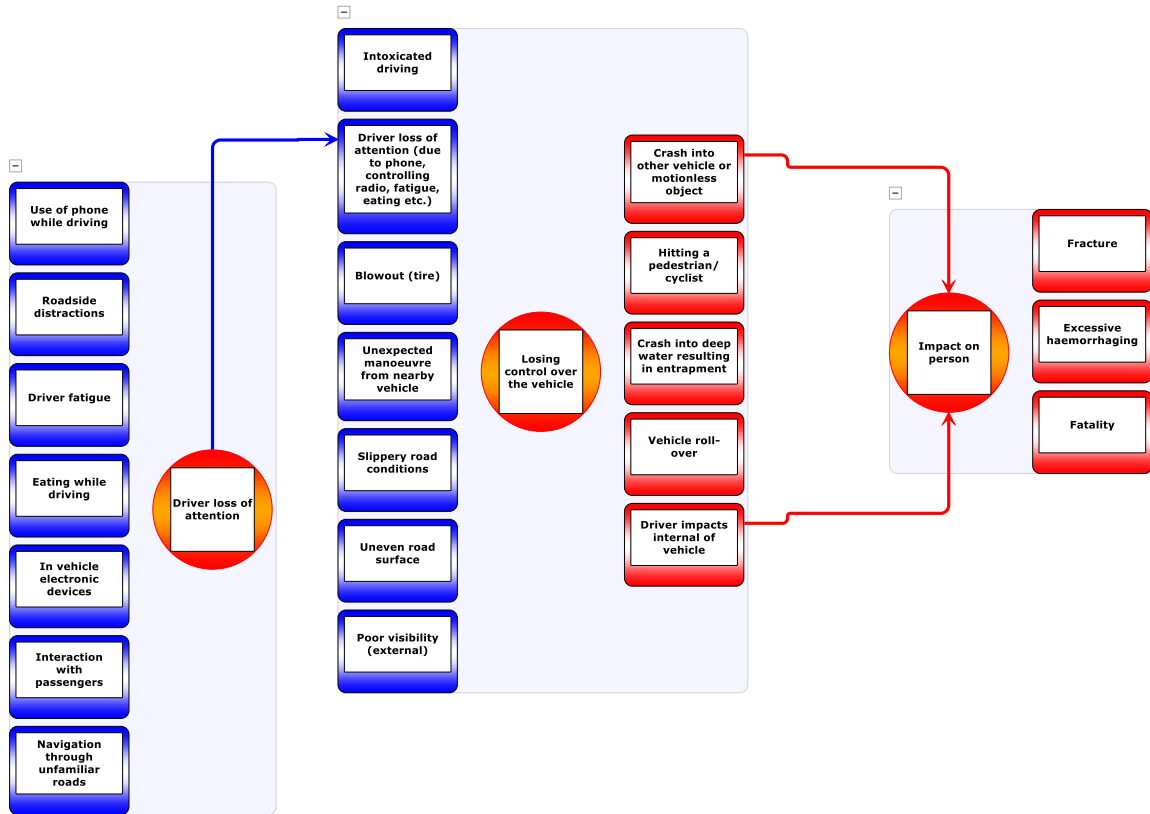 Use of phone
while driving
Roadside
distractions
Driver fatigue
Eating while
driving
In vehicle
electronic
devices
Interaction
with
passengers
Navigation
through
unfamiliar
roads
Driver loss of
attention
Intoxicated
driving
Driver loss of
attention (due
to phone,
controlling
radio, fatigue,
eating etc.)
Blowout (tire)
Unexpected
manoeuvre
from nearby
vehicle
Slippery road
conditions
Uneven road
surface
Poor visibility
(external)
Losing
control over
the vehicle
Crash into
other vehicle or
motionless
object
Hitting a
pedestrian/
cyclist
Crash into deep
water resulting
in entrapment
Vehicle roll-
over
Driver impacts
internal of
vehicle
Impact on
person
Fracture
Excessive
haemorrhaging
Fatality